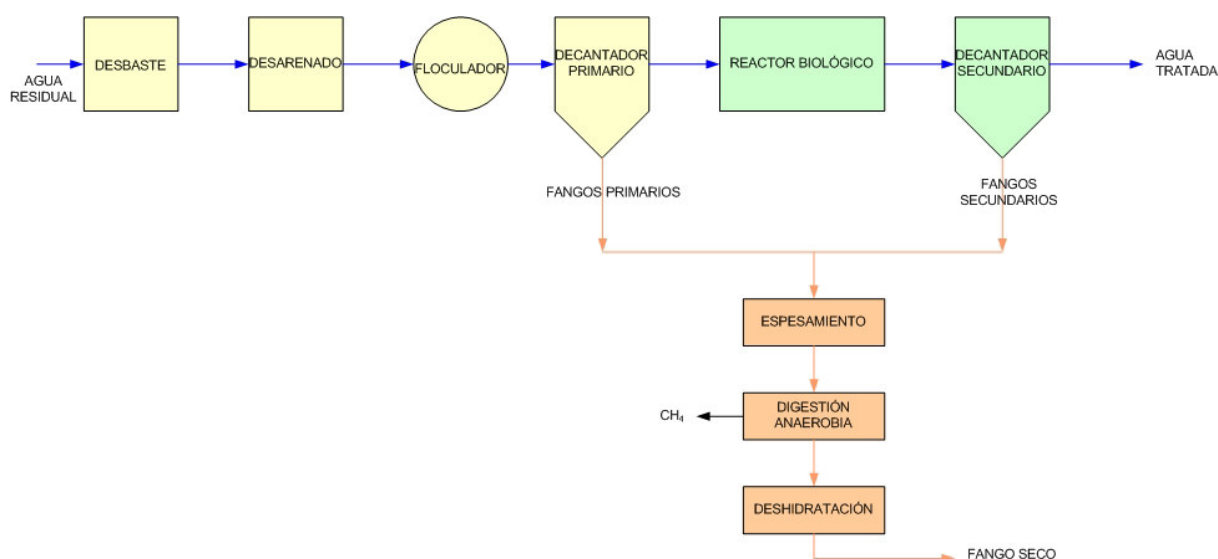 AGUA
RESIDUAL
DESBASTE
DESARENADO
FLOCULADOR
DECANTADOR
PRIMARIO
REACTOR BIOLÓGICO
DECANTADOR
SECUNDARIO
AGUA
TRATADA
FANGOS PRIMARIOS
FANGOS
SECUNDARIOS
ESPESAMIENTO
CH₄
DIGESTIÓN
ANAEROBIA
DESHIDRATACIÓN
FANGO SECO